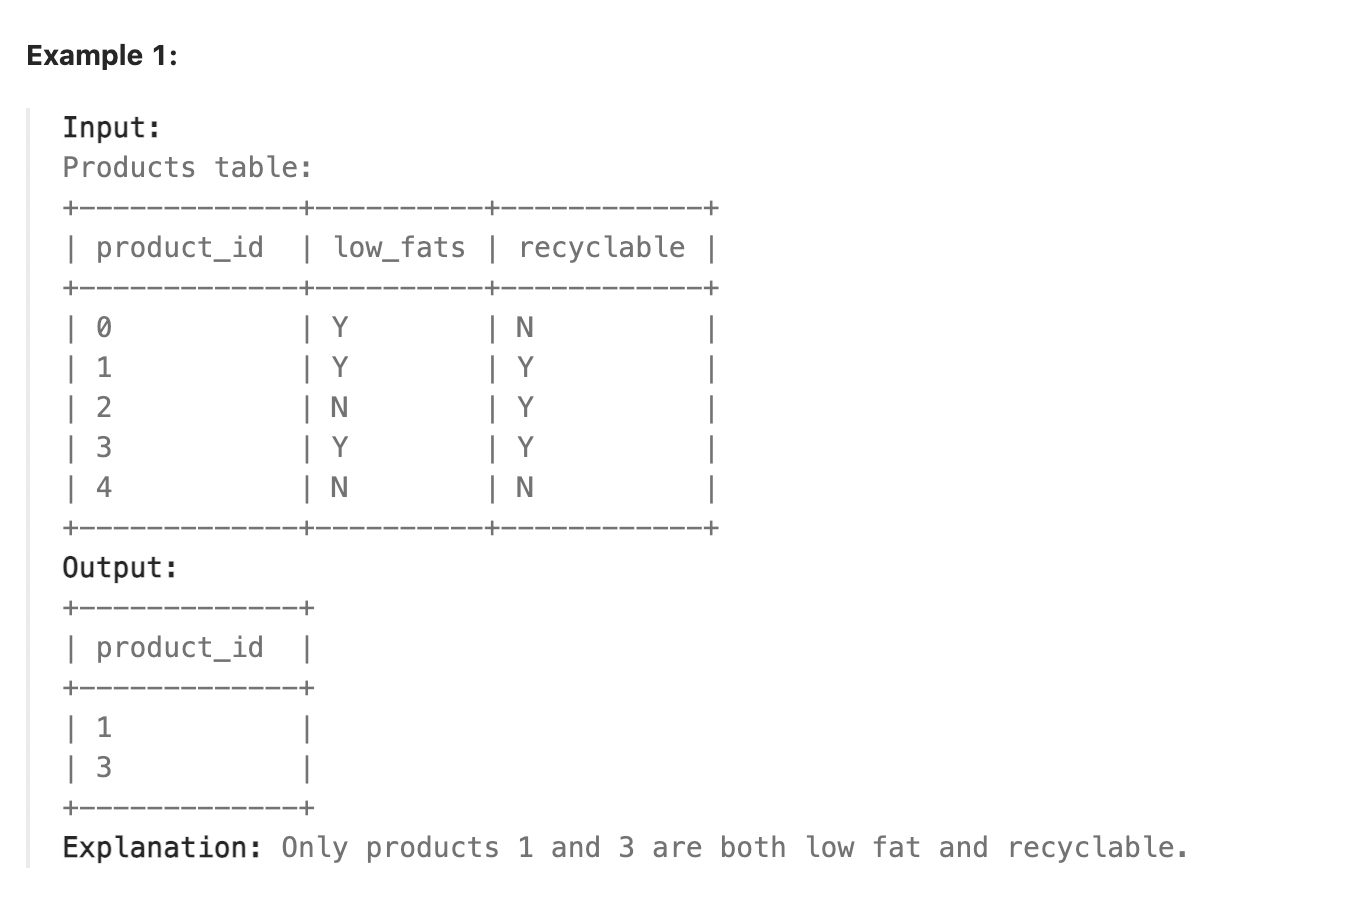 Example 1:
Input:
Products table:
+-------------+----------+------------+
| product_id  | low_fats | recyclable |
+-------------+----------+------------+
| 0           | Y        | N          |
| 1           | Y        | Y          |
| 2           | N        | Y          |
| 3           | Y        | Y          |
| 4           | N        | N          |
+-------------+----------+------------+
Output:
+-------------+
| product_id  |
+-------------+
| 1           |
| 3           |
+-------------+
Explanation: Only products 1 and 3 are both low fat and recyclable.